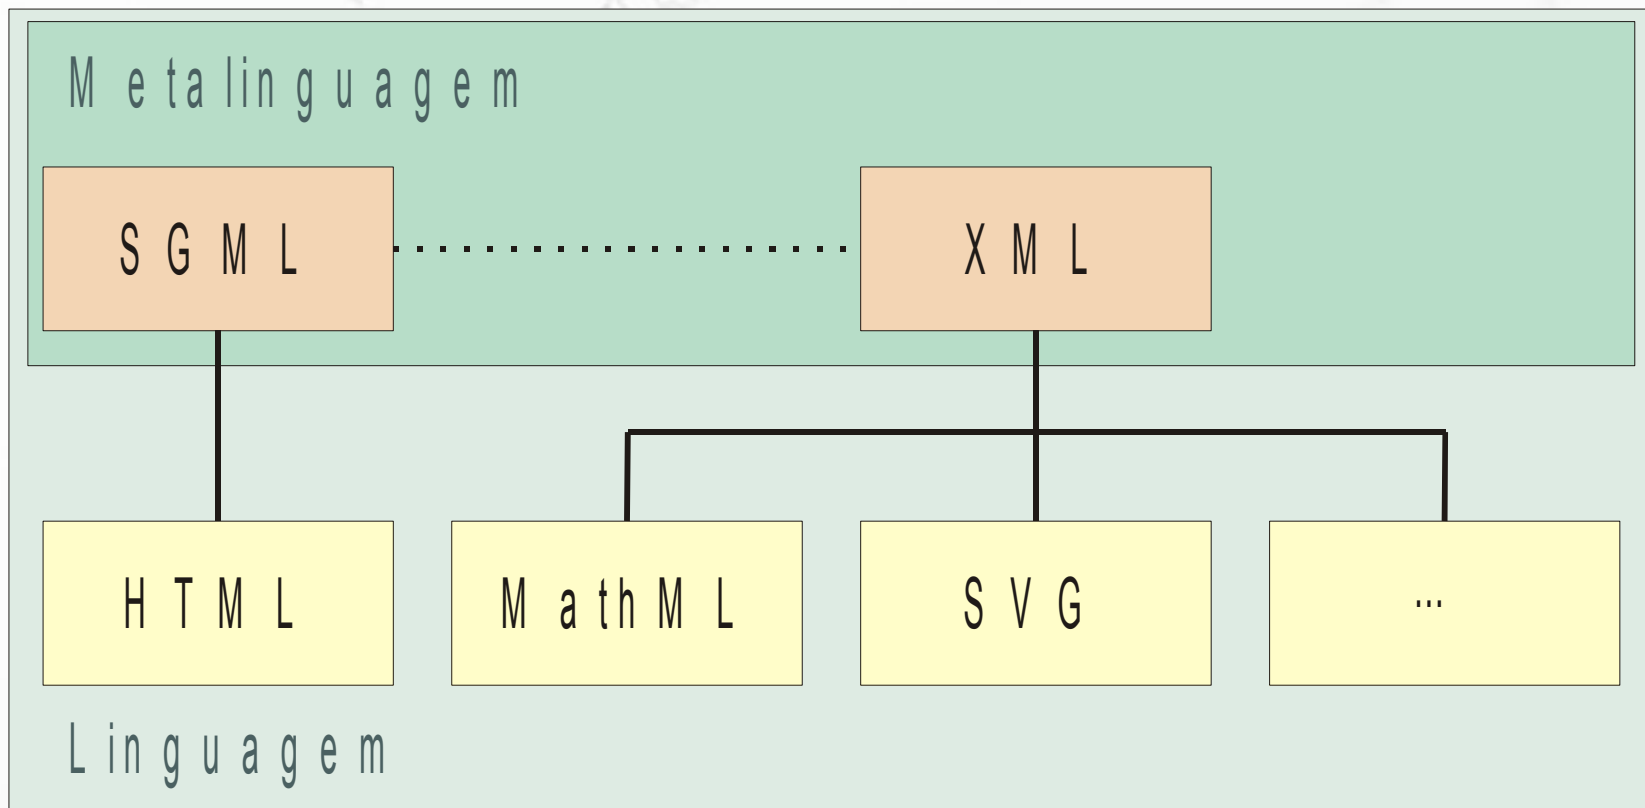 Metalinguagem
SGML
XML
HTML
MathML
SVG
...
Linguagem